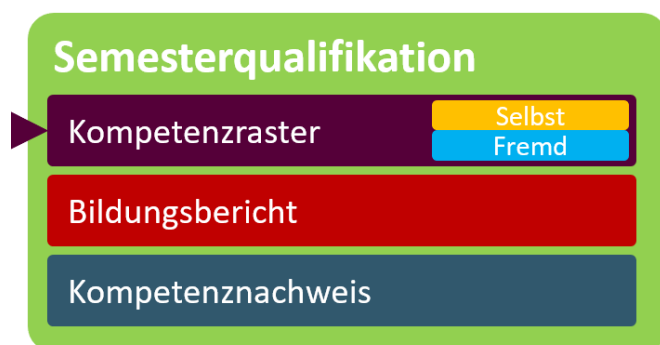 Semesterqualifikation
Kompetenzraster
Selbst
Fremd
Bildungsbericht
Kompetenznachweis